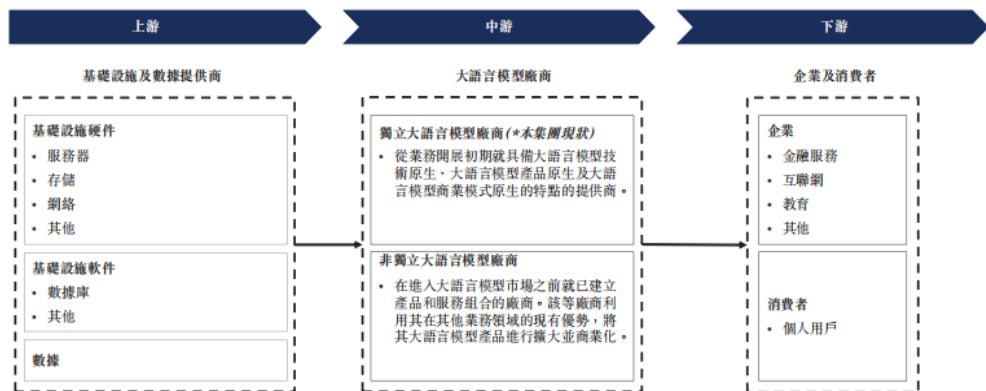 上游
中游
下游
基礎設施及數據提供商
大語言模型廠商
企業及消費者
基礎設施硬件
• 服務器
• 存儲
• 網絡
• 其他
基礎設施軟件
• 數據庫
• 其他
數據
獨立大語言模型廠商(*本集團現狀)
• 從業務開展初期就具備大語言模型技
術原生、大語言模型產品原生及大語
言模型商業模式原生的特點的提供商。
非獨立大語言模型廠商
• 在進入大語言模型市場之前就已建立
產品和服務組合的廠商。該等廠商利
用其在其他業務領域的現有優勢，將
其大語言模型產品進行擴大並商業化。
企業
• 金融服務
• 互聯網
• 教育
• 其他
消費者
• 個人用戶